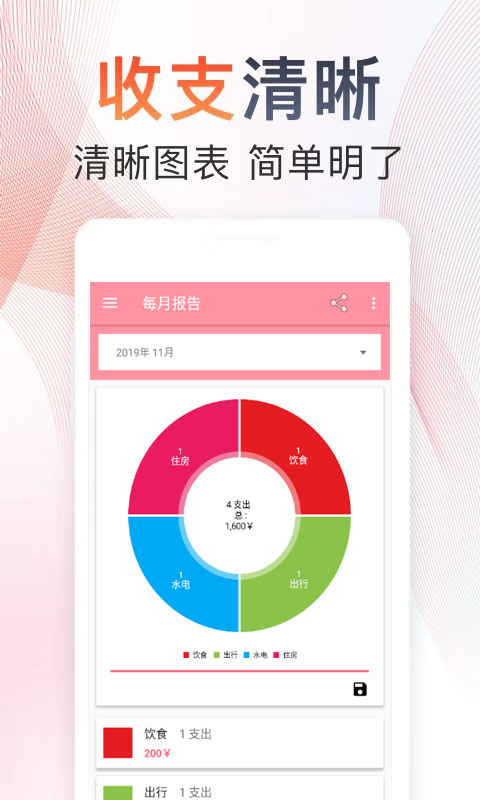 收支清晰
清晰图表 简单明了
每月报告
2019年 11月
1
住房
1
饮食
4 支出
总：
1,600¥
1
水电
1
出行
饮食 出行 水电 住房
饮食 1 支出
200¥
出行 1 支出